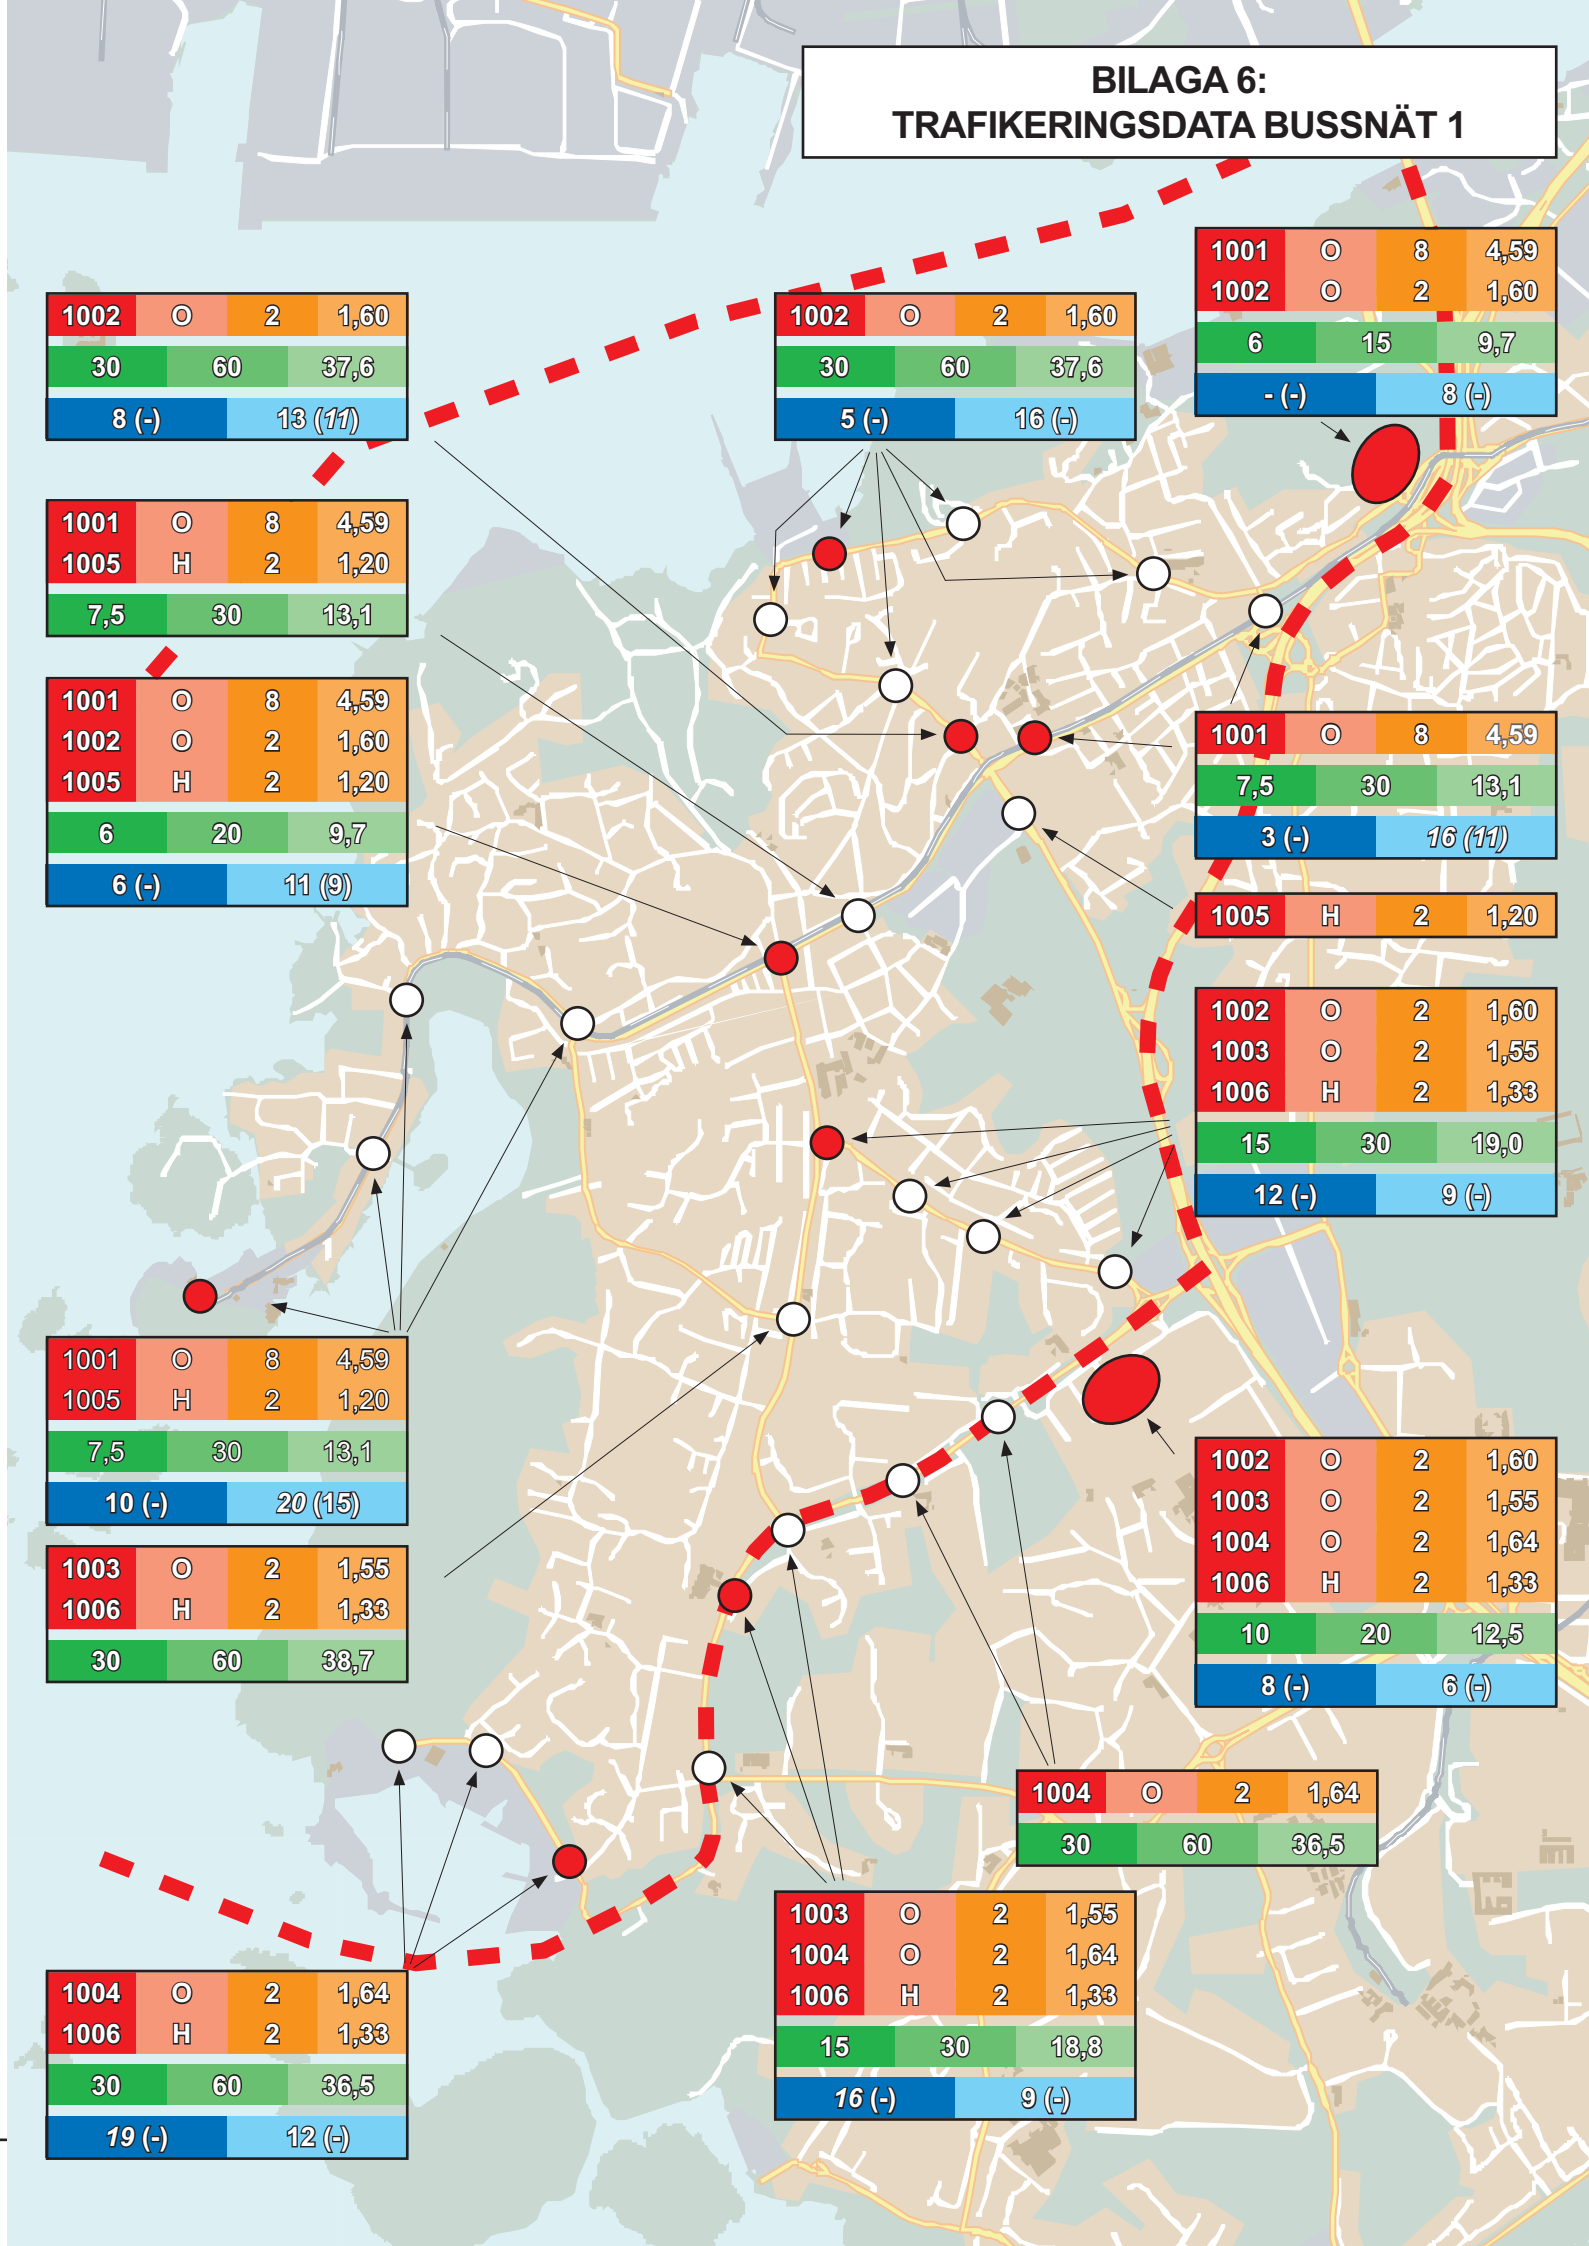 BILAGA 6:
TRAFIKERINGSDATA BUSSNÄT 1
1001 O 8 4,59
1002 O 2 1,60
6 15 9,7
- (-) 8 (-)
1002 O 2 1,60
30 60 37,6
8 (-) 13 (11)
1002 O 2 1,60
30 60 37,6
5 (-) 16 (-)
1001 O 8 4,59
1005 H 2 1,20
7,5 30 13,1
1001 O 8 4,59
1002 O 2 1,60
1005 H 2 1,20
6 20 9,7
6 (-) 11 (9)
1001 O 8 4,59
7,5 30 13,1
3 (-) 16 (11)
1005 H 2 1,20
1002 O 2 1,60
1003 O 2 1,55
1006 H 2 1,33
15 30 19,0
12 (-) 9 (-)
1001 O 8 4,59
1005 H 2 1,20
7,5 30 13,1
10 (-) 20 (15)
1003 O 2 1,55
1006 H 2 1,33
30 60 38,7
1002 O 2 1,60
1003 O 2 1,55
1004 O 2 1,64
1006 H 2 1,33
10 20 12,5
8 (-) 6 (-)
1004 O 2 1,64
30 60 36,5
1003 O 2 1,55
1004 O 2 1,64
1006 H 2 1,33
15 30 18,8
16 (-) 9 (-)
1004 O 2 1,64
1006 H 2 1,33
30 60 36,5
19 (-) 12 (-)